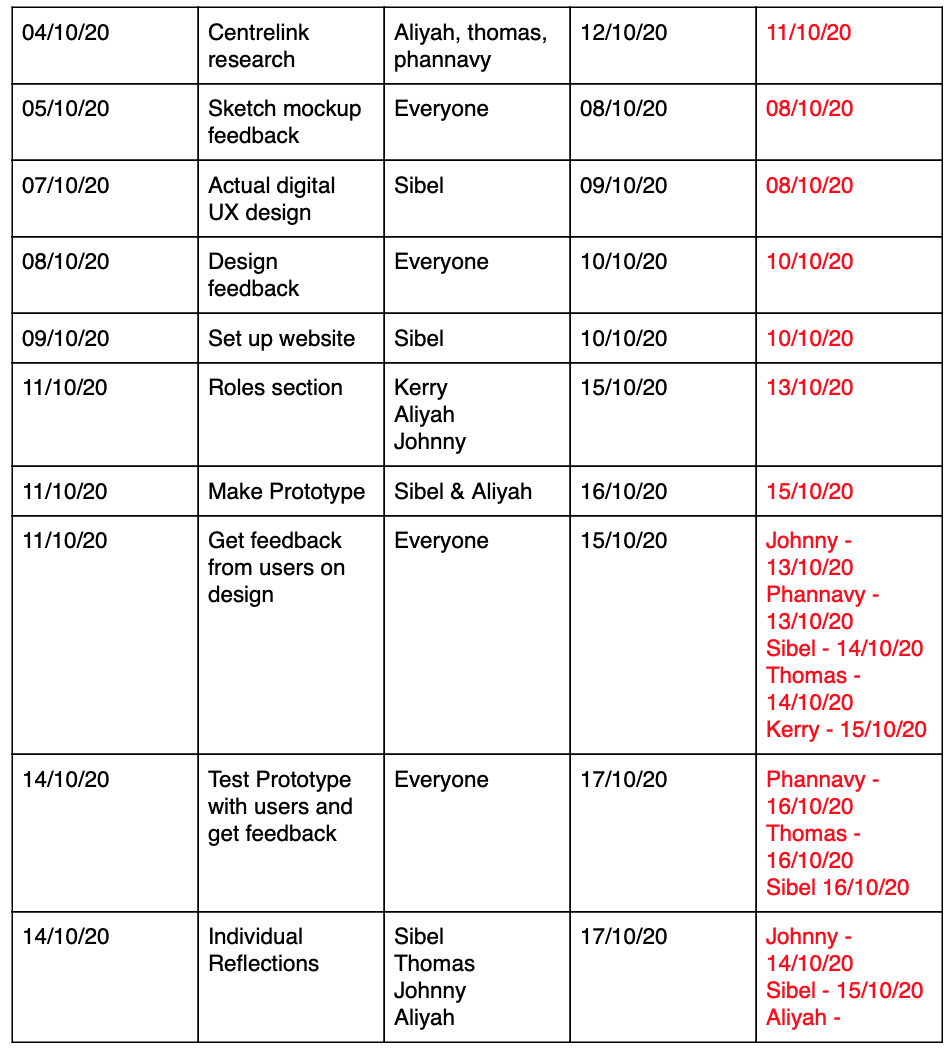 04/10/20 Centrelink research Aliyah, thomas, phannavy 12/10/20 11/10/20
05/10/20 Sketch mockup feedback Everyone 08/10/20 08/10/20
07/10/20 Actual digital UX design Sibel 09/10/20 08/10/20
08/10/20 Design feedback Everyone 10/10/20 10/10/20
09/10/20 Set up website Sibel 10/10/20 10/10/20
11/10/20 Roles section Kerry Aliyah Johnny 15/10/20 13/10/20
11/10/20 Make Prototype Sibel & Aliyah 16/10/20 15/10/20
11/10/20 Get feedback from users on design Everyone 15/10/20 Johnny - 13/10/20 Phannavy - 13/10/20 Sibel - 14/10/20 Thomas - 14/10/20 Kerry - 15/10/20
14/10/20 Test Prototype with users and get feedback Everyone 17/10/20 Phannavy - 16/10/20 Thomas - 16/10/20 Sibel 16/10/20
14/10/20 Individual Reflections Sibel Thomas Johnny Aliyah 17/10/20 Johnny - 14/10/20 Sibel - 15/10/20 Aliyah -